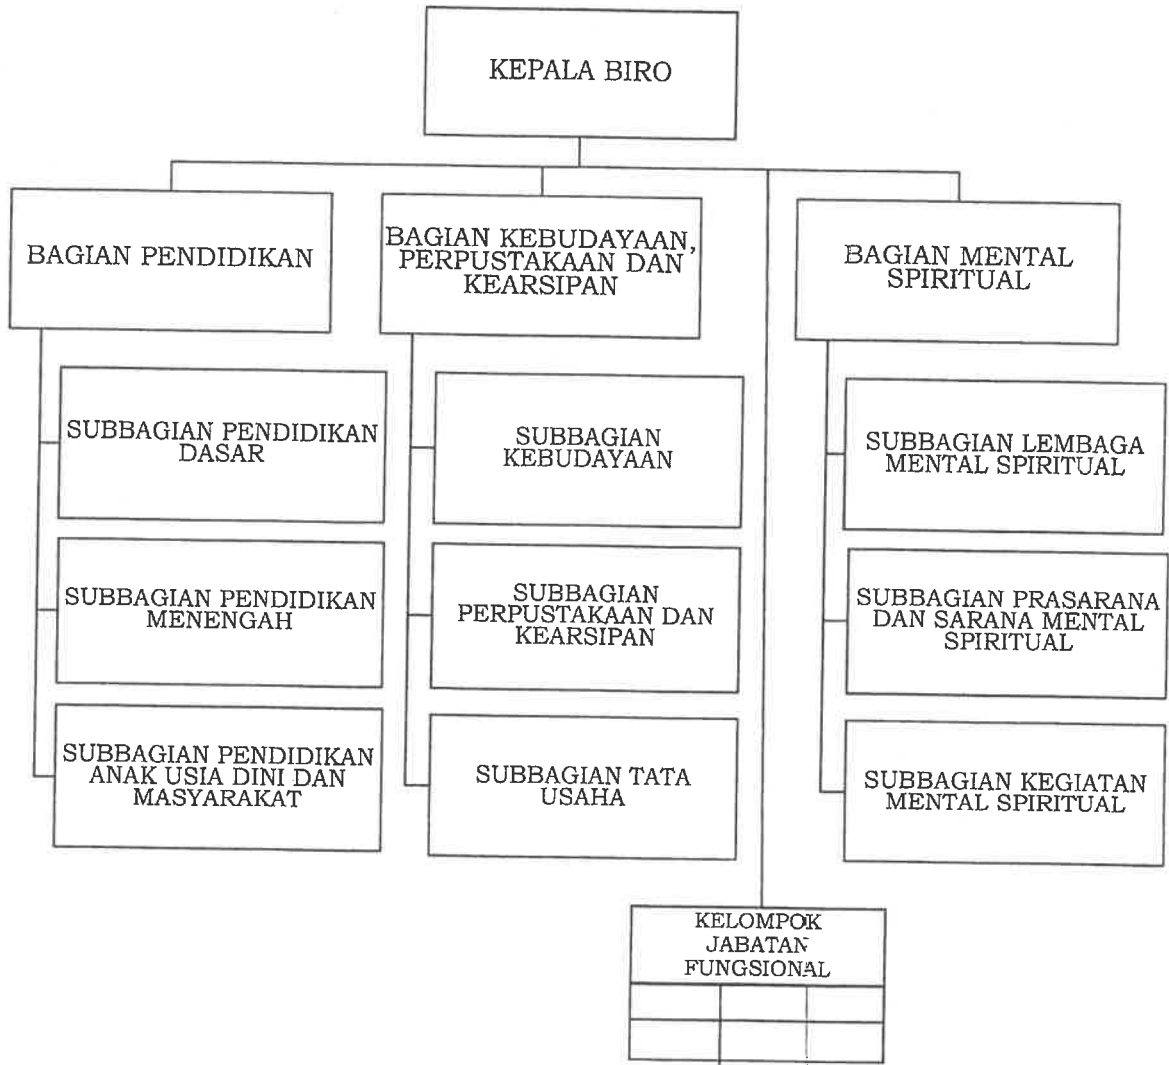 KEPALA BIRO
BAGIAN PENDIDIKAN
BAGIAN KEBUDAYAAN,
PERPUSTAKAAN DAN
KEARSIPAN
BAGIAN MENTAL
SPIRITUAL
SUBBAGIAN PENDIDIKAN
DASAR
SUBBAGIAN
KEBUDAYAAN
SUBBAGIAN LEMBAGA
MENTAL SPIRITUAL
SUBBAGIAN PENDIDIKAN
MENENGAH
SUBBAGIAN
PERPUSTAKAAN DAN
KEARSIPAN
SUBBAGIAN PRASARANA
DAN SARANA MENTAL
SPIRITUAL
SUBBAGIAN PENDIDIKAN
ANAK USIA DINI DAN
MASYARAKAT
SUBBAGIAN TATA
USAHA
SUBBAGIAN KEGIATAN
MENTAL SPIRITUAL
KELOMPOK
JABATAN
FUNGSIONAL